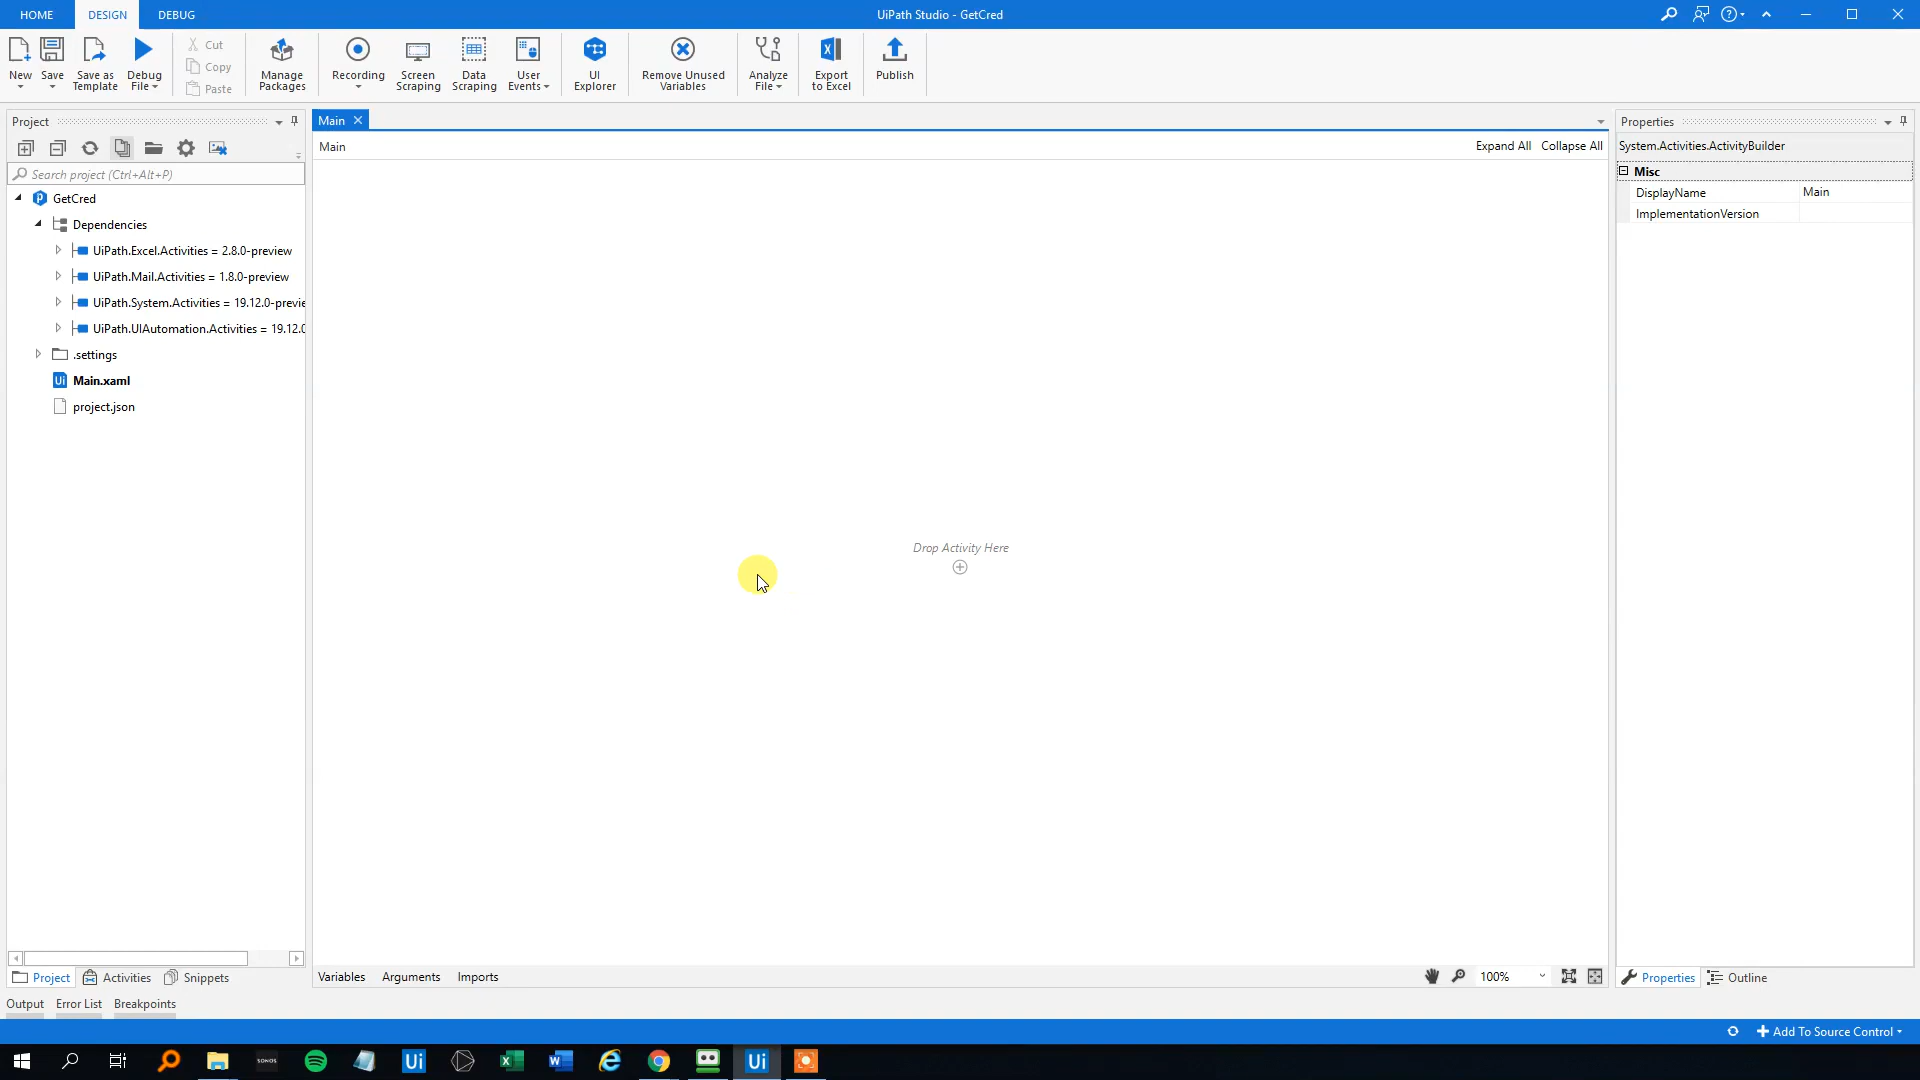 HOME
DESIGN
DEBUG
UiPath Studio - GetCred
New
Save
Save as
Template
Debug
File
Cut
Copy
Paste
Manage
Packages
Recording
Screen
Scraping
Data
Scraping
User
Events
UI
Explorer
Remove Unused
Variables
Analyze
File
Export
to Excel
Publish
Project
Search project (Ctrl+Alt+P)
GetCred
Dependencies
UiPath.Excel.Activities = 2.8.0-preview
UiPath.Mail.Activities = 1.8.0-preview
UiPath.System.Activities = 19.12.0-previe
UiPath.UIAutomation.Activities = 19.12.0
.settings
Main.xaml
project.json
Main
Main
Expand All
Collapse All
Drop Activity Here
Properties
System.Activities.ActivityBuilder
Misc
DisplayName
Main
ImplementationVersion
Project
Activities
Snippets
Variables
Arguments
Imports
100%
Properties
Outline
Output
Error List
Breakpoints
Add To Source Control
SONOS
Ui
Ui